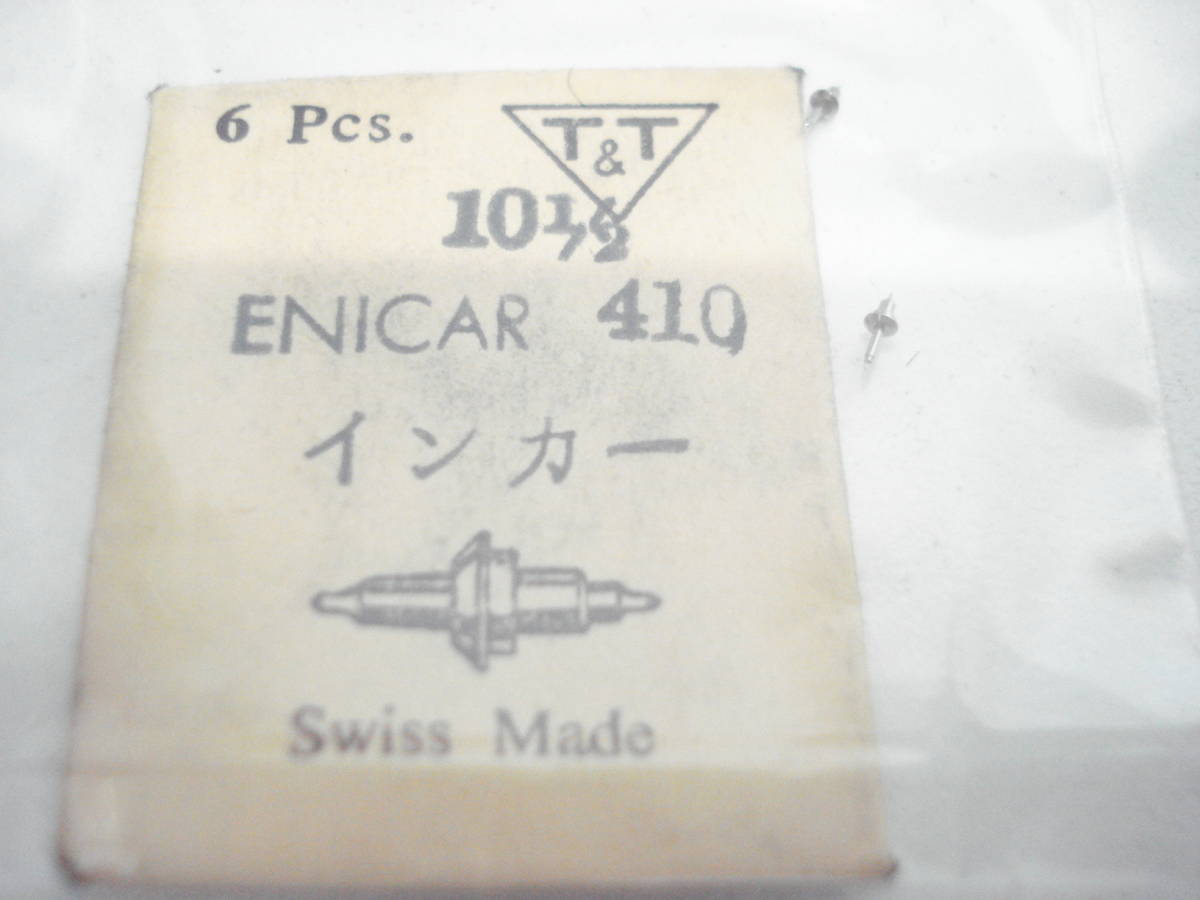 6 Pcs.
T&T
10½
ENICAR 410
インカー
Swiss Made